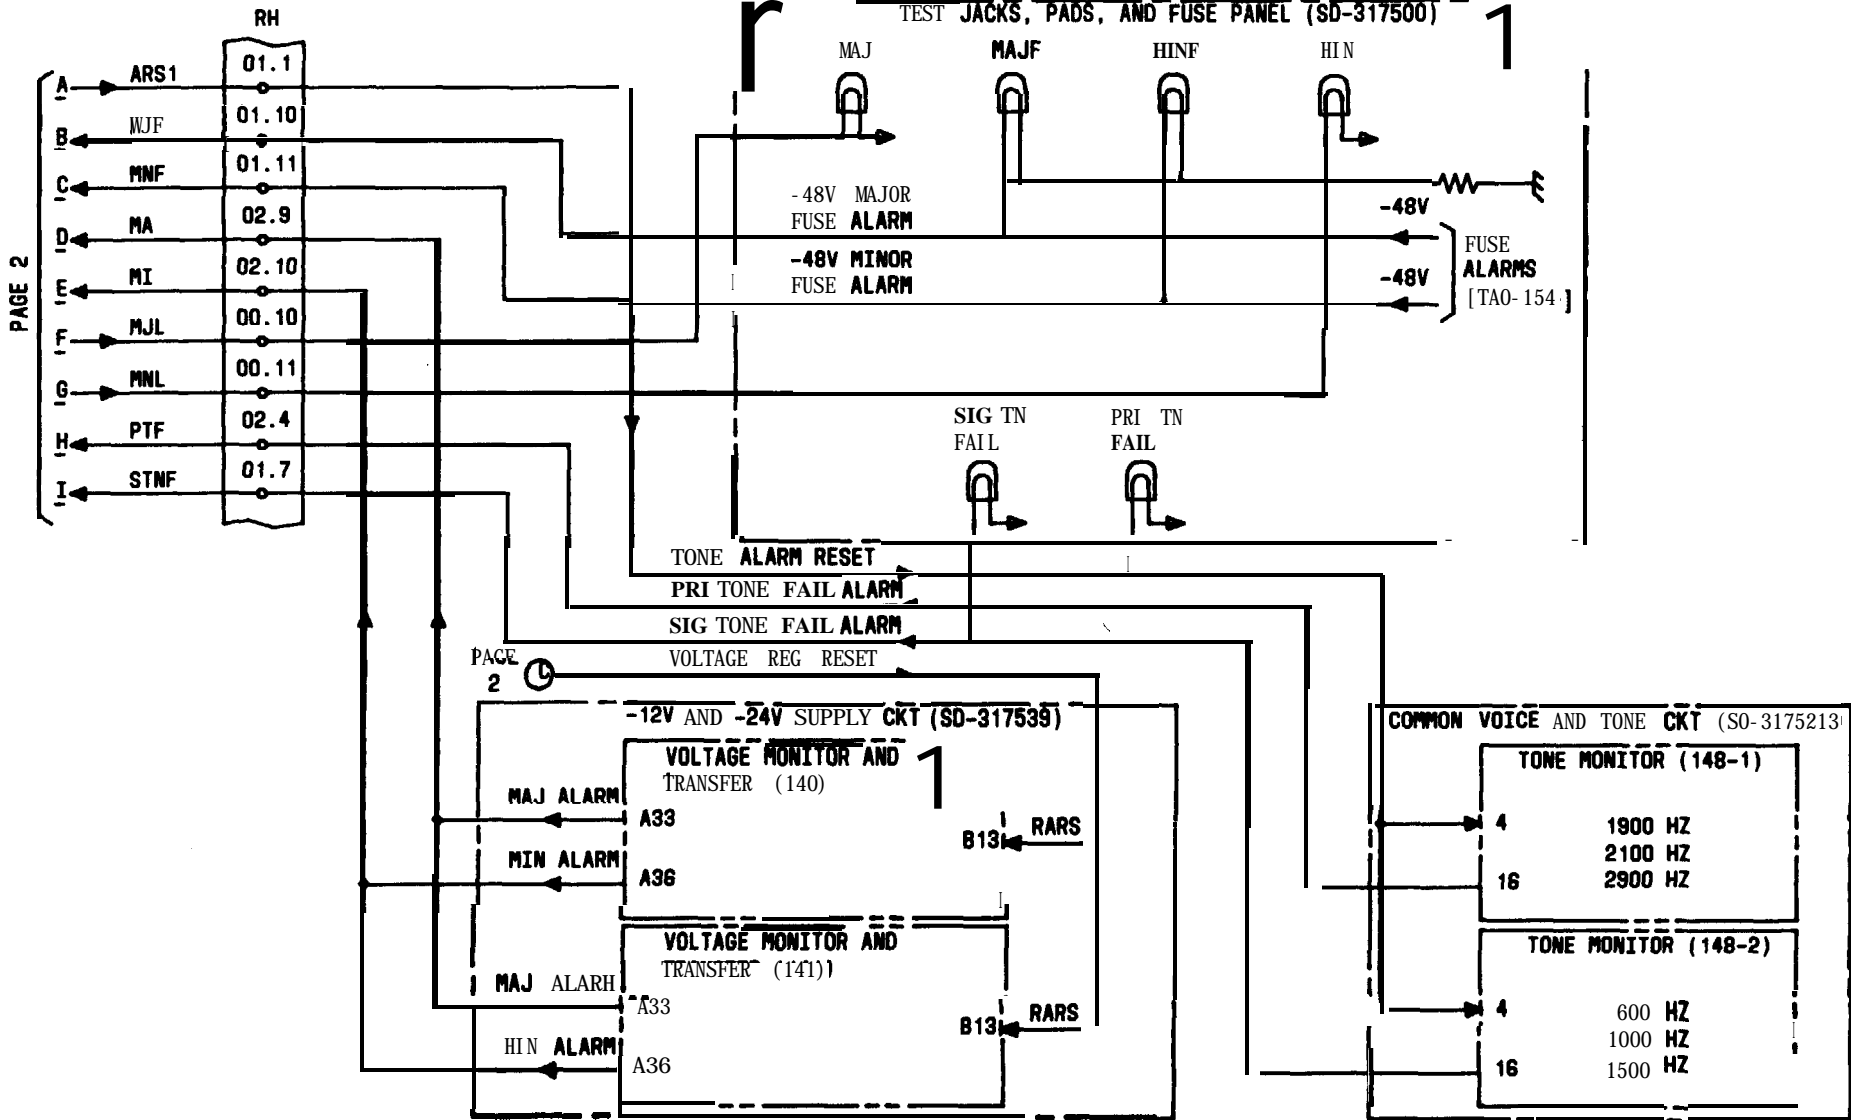 RH
TEST JACKS, PADS, AND FUSE PANEL (SD-317500)
MAJ MAJF HINF HIN
PAGE 2
A ARS1 01.1
B WJF 01.10
C MNF 01.11
D MA 02.9
E MI 02.10
F MJL 00.10
G MNL 00.11
H PTF 02.4
I STNF 01.7
-48V MAJOR
FUSE ALARM
-48V MINOR
FUSE ALARM
-48V
-48V
FUSE
ALARMS
[TAO-154]
SIG TN
FAIL
PRI TN
FAIL
TONE ALARM RESET
PRI TONE FAIL ALARM
SIG TONE FAIL ALARM
VOLTAGE REG RESET
PAGE
2
-12V AND -24V SUPPLY CKT (SD-317539)
VOLTAGE MONITOR AND
TRANSFER (140)
MAJ ALARM A33
MIN ALARM A36
B13 RARS
VOLTAGE MONITOR AND
TRANSFER (141)
MAJ ALARH A33
HIN ALARM A36
B13 RARS
COMMON VOICE AND TONE CKT (SO-3175213
TONE MONITOR (148-1)
4 1900 HZ
2100 HZ
16 2900 HZ
TONE MONITOR (148-2)
4 600 HZ
1000 HZ
16 1500 HZ